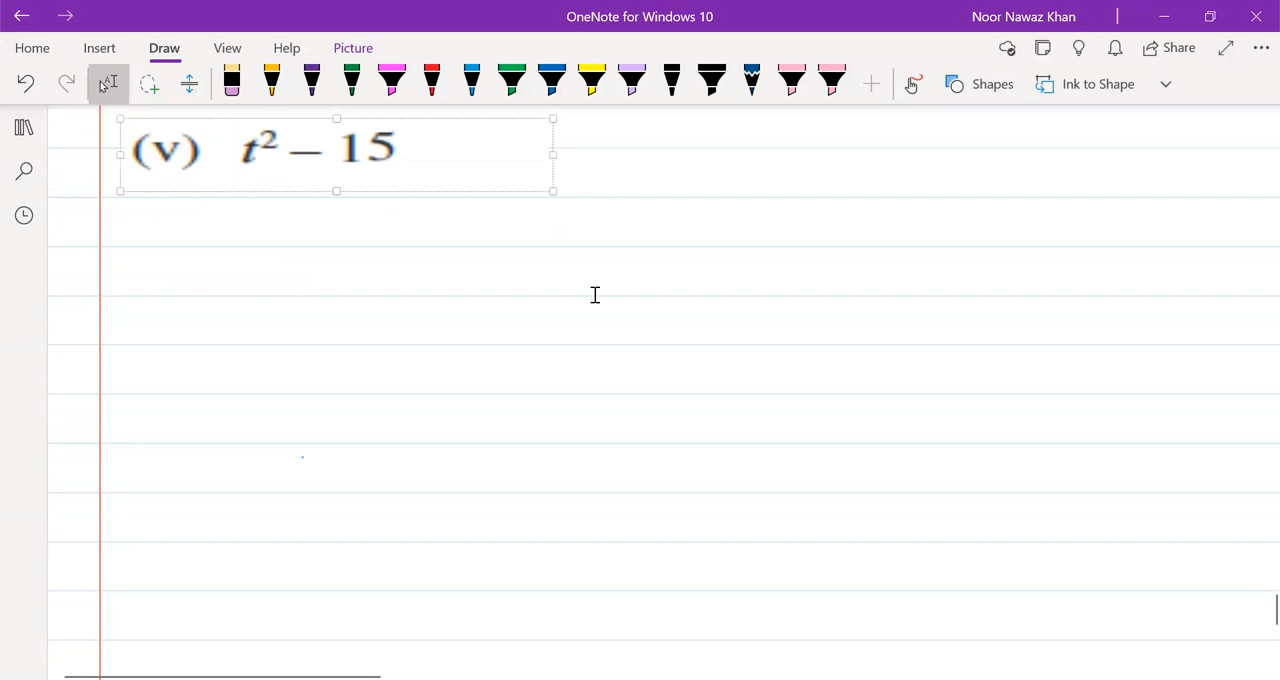 OneNote for Windows 10
Noor Nawaz Khan
Home Insert Draw View Help Picture
Share
Shapes
Ink to Shape
(v) t² – 15